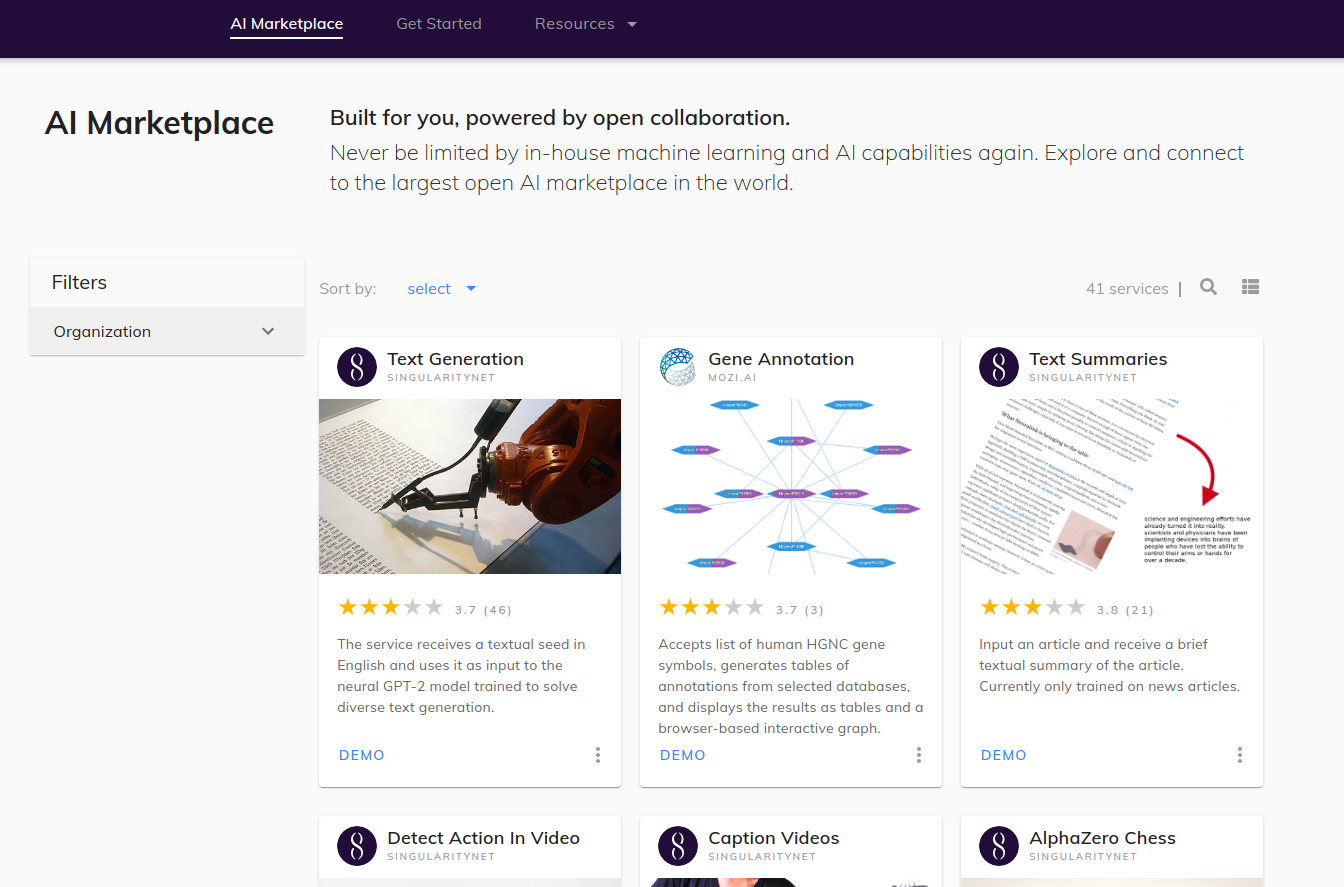 AI Marketplace
Get Started
Resources
AI Marketplace
Built for you, powered by open collaboration.
Never be limited by in-house machine learning and AI capabilities again. Explore and connect
to the largest open AI marketplace in the world.
Filters
Organization
Sort by:
select
41 services |
Text Generation
SINGULARITYNET
3.7 (46)
The service receives a textual seed in
English and uses it as input to the
neural GPT-2 model trained to solve
diverse text generation.
DEMO
Gene Annotation
MOZI.AI
3.7 (3)
Accepts list of human HGNC gene
symbols, generates tables of
annotations from selected databases,
and displays the results as tables and a
browser-based interactive graph.
DEMO
Text Summaries
SINGULARITYNET
What Neuralink is bringing to the table
science and engineering efforts have
already turned it into reality.
scientists and physicians have been
implanting devices into brains of
people who have lost the ability to
control their arms or hands for
over a decade.
3.8 (21)
Input an article and receive a brief
textual summary of the article.
Currently only trained on news articles.
DEMO
Detect Action In Video
SINGULARITYNET
Caption Videos
SINGULARITYNET
AlphaZero Chess
SINGULARITYNET